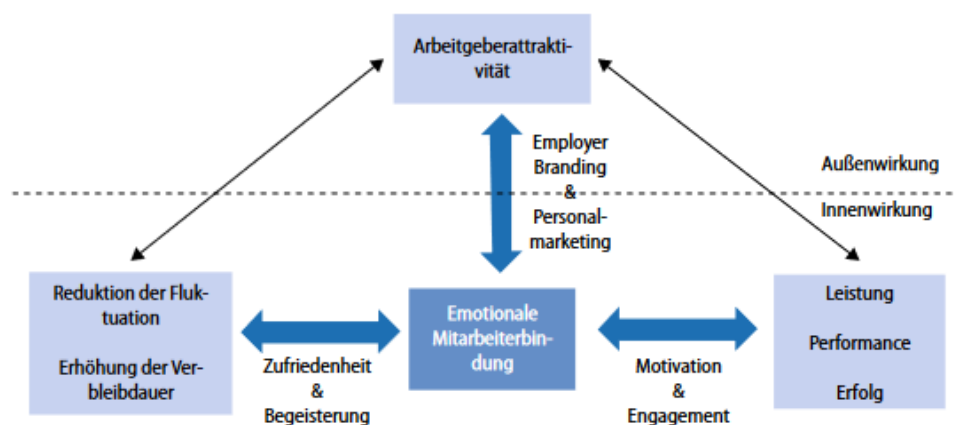 Arbeitgeberattrakti-
vität
Employer
Branding
&
Personal-
marketing
Außenwirkung
Innenwirkung
Reduktion der Fluk-
tuation
Erhöhung der Ver-
bleibdauer
Zufriedenheit
&
Begeisterung
Emotionale
Mitarbeiterbin-
dung
Motivation
&
Engagement
Leistung
Performance
Erfolg